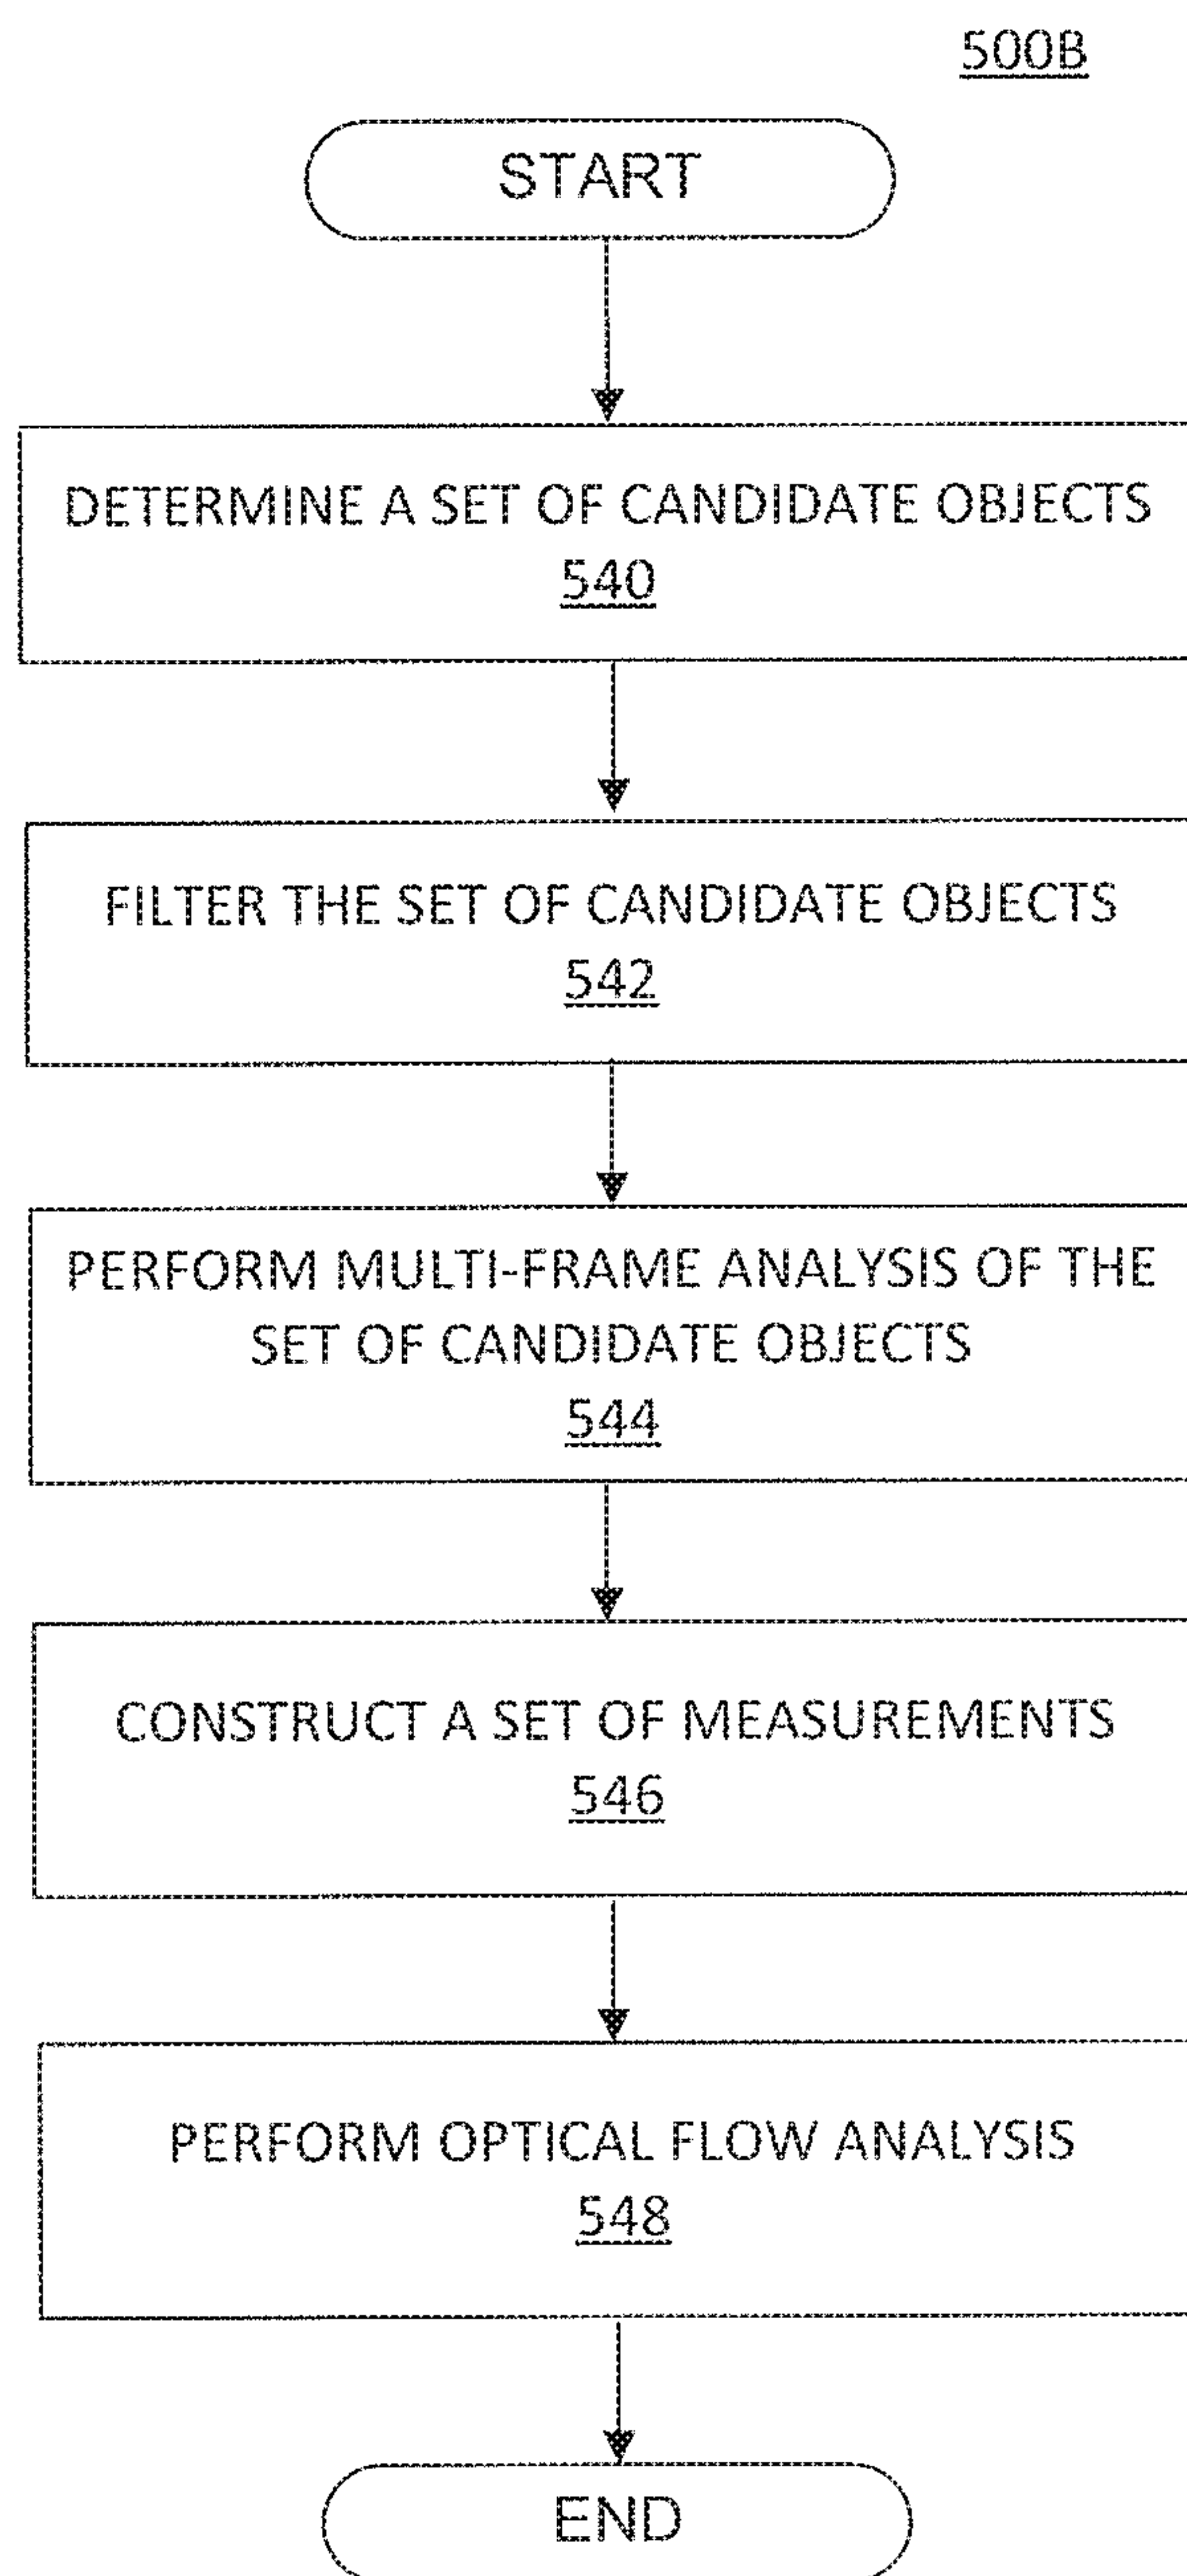 500B
START
DETERMINE A SET OF CANDIDATE OBJECTS
540
FILTER THE SET OF CANDIDATE OBJECTS
542
PERFORM MULTI-FRAME ANALYSIS OF THE
SET OF CANDIDATE OBJECTS
544
CONSTRUCT A SET OF MEASUREMENTS
546
PERFORM OPTICAL FLOW ANALYSIS
548
END